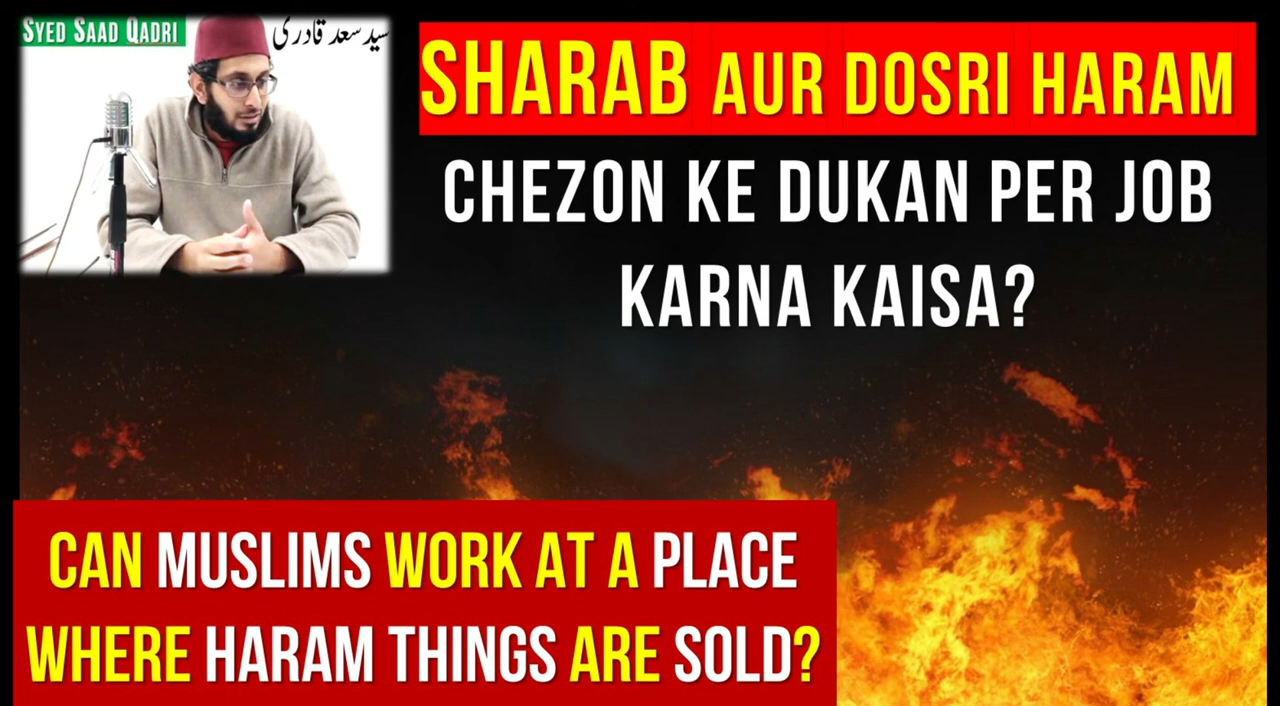 SYED SAAD QADRI
سید سعد قادری
SHARAB AUR DOSRI HARAM
CHEZON KE DUKAN PER JOB
KARNA KAISA?
CAN MUSLIMS WORK AT A PLACE
WHERE HARAM THINGS ARE SOLD?